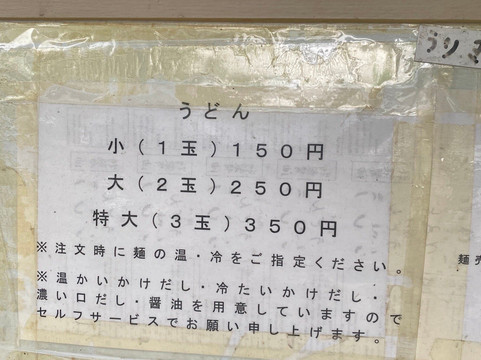 うどん
小(1玉)150円
大(2玉)250円
特大(3玉)350円
※注文時に麺の温・冷をご指定ください。
※温かいかけだし・冷たいかけだし・
濃い口だし・醤油を用意していますので
セルフサービスでお願い申し上げます。
麺売